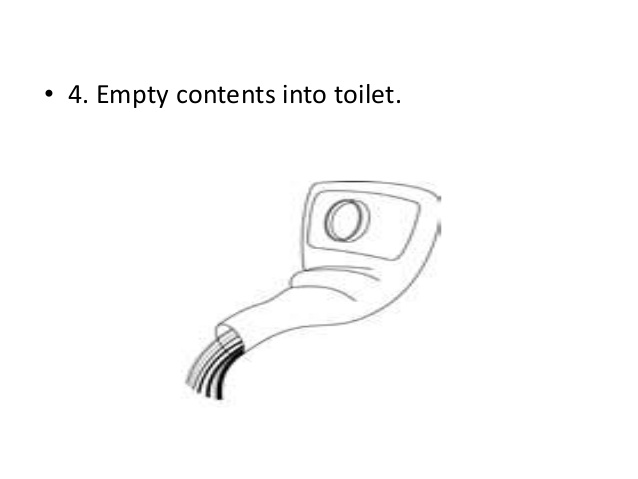 • 4. Empty contents into toilet.